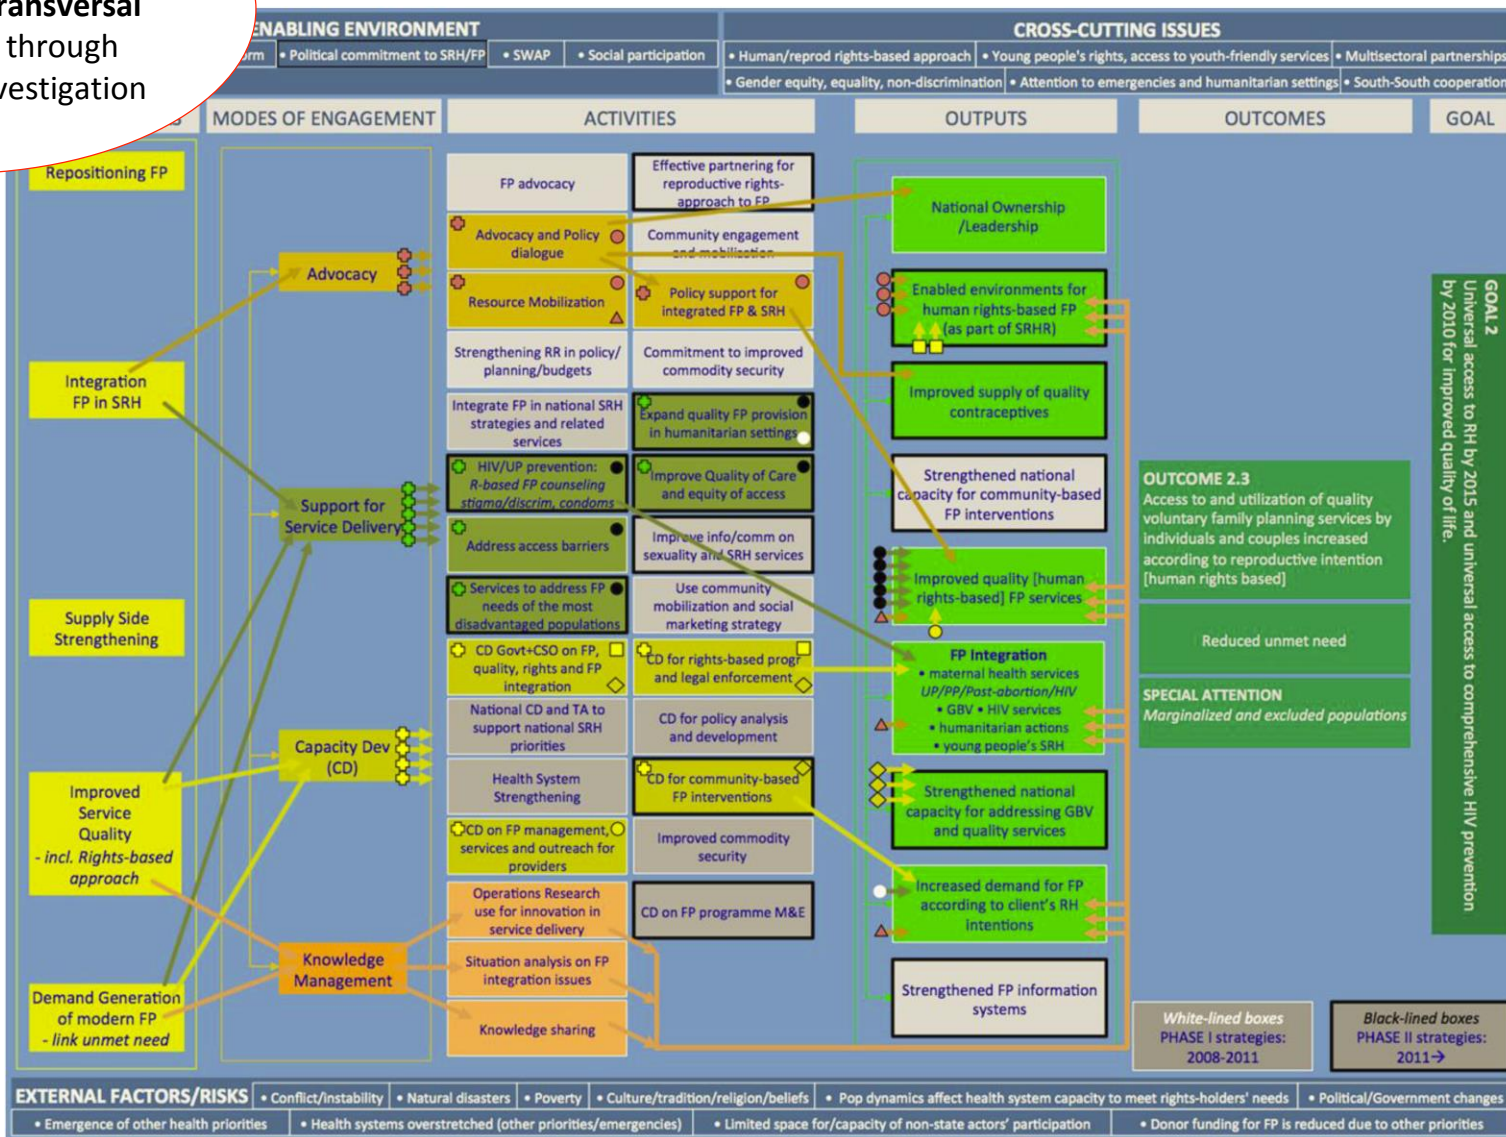 ransversal
through
vestigation
ENABLING ENVIRONMENT
orm • Political commitment to SRH/FP • SWAP • Social participation
CROSS-CUTTING ISSUES
• Human/reprod rights-based approach • Young people's rights, access to youth-friendly services • Multisectoral partnerships
• Gender equity, equality, non-discrimination • Attention to emergencies and humanitarian settings • South-South cooperation
MODES OF ENGAGEMENT
ACTIVITIES
OUTPUTS
OUTCOMES
GOAL
Repositioning FP
Integration
FP in SRH
Supply Side
Strengthening
Improved
Service
Quality
- incl. Rights-based
approach
Demand Generation
of modern FP
- link unmet need
Advocacy
Support for
Service Delivery
Capacity Dev
(CD)
Knowledge
Management
FP advocacy
Effective partnering for
reproductive rights-
approach to FP
Advocacy and Policy
dialogue
Community engagement
and mobilization
Resource Mobilization
Policy support for
integrated FP & SRH
Strengthening RR in policy/
planning/budgets
Commitment to improved
commodity security
Integrate FP in national SRH
strategies and related
services
Expand quality FP provision
in humanitarian settings
HIV/UP prevention:
R-based FP counseling
stigma/discrim, condoms
Improve Quality of Care
and equity of access
Address access barriers
Improve info/comm on
sexuality and SRH services
Services to address FP
needs of the most
disadvantaged populations
Use community
mobilization and social
marketing strategy
CD Govt+CSO on FP,
quality, rights and FP
integration
CD for rights-based progr
and legal enforcement
National CD and TA to
support national SRH
priorities
CD for policy analysis
and development
Health System
Strengthening
CD for community-based
FP interventions
CD on FP management,
services and outreach for
providers
Improved commodity
security
Operations Research
use for innovation in
service delivery
CD on FP programme M&E
Situation analysis on FP
integration issues
Knowledge sharing
National Ownership
/Leadership
Enabled environments for
human rights-based FP
(as part of SRHR)
Improved supply of quality
contraceptives
Strengthened national
capacity for community-based
FP interventions
Improved quality [human
rights-based] FP services
FP Integration
• maternal health services
UP/PP/Post-abortion/HIV
• GBV • HIV services
• humanitarian actions
• young people's SRH
Strengthened national
capacity for addressing GBV
and quality services
Increased demand for FP
according to client's RH
intentions
Strengthened FP information
systems
OUTCOME 2.3
Access to and utilization of quality
voluntary family planning services by
individuals and couples increased
according to reproductive intention
[human rights based]
Reduced unmet need
SPECIAL ATTENTION
Marginalized and excluded populations
GOAL 2
Universal access to RH by 2015 and universal access to comprehensive HIV prevention
by 2010 for improved quality of life.
White-lined boxes
PHASE I strategies:
2008-2011
Black-lined boxes
PHASE II strategies:
2011→
EXTERNAL FACTORS/RISKS • Conflict/instability • Natural disasters • Poverty • Culture/tradition/religion/beliefs • Pop dynamics affect health system capacity to meet rights-holders' needs • Political/Government changes
• Emergence of other health priorities • Health systems overstretched (other priorities/emergencies) • Limited space for/capacity of non-state actors' participation • Donor funding for FP is reduced due to other priorities